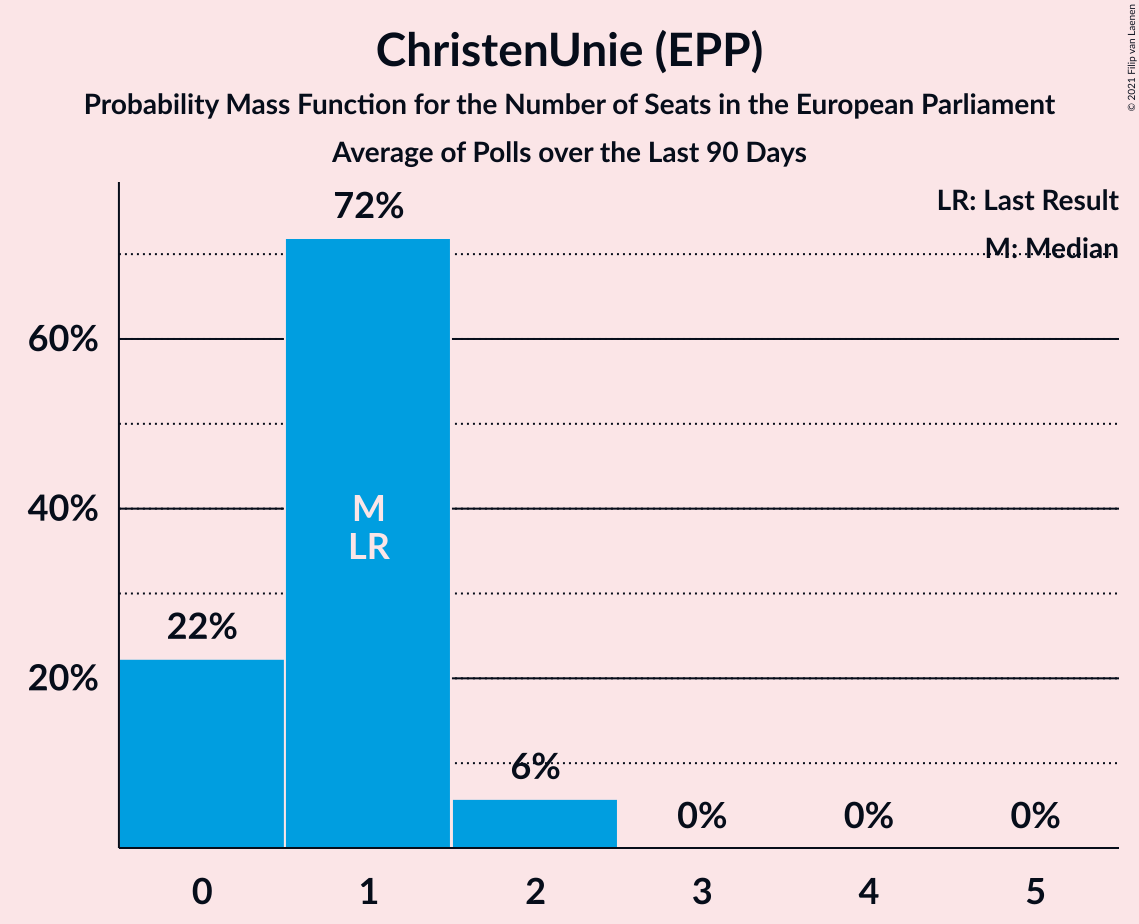 © 2021 Filip van Laenen
ChristenUnie (EPP)
Probability Mass Function for the Number of Seats in the European Parliament
Average of Polls over the Last 90 Days
LR: Last Result
M: Median
72%
60%
40%
M
LR
22%
20%
6%
0%
0%
0%
0
1
2
3
4
5